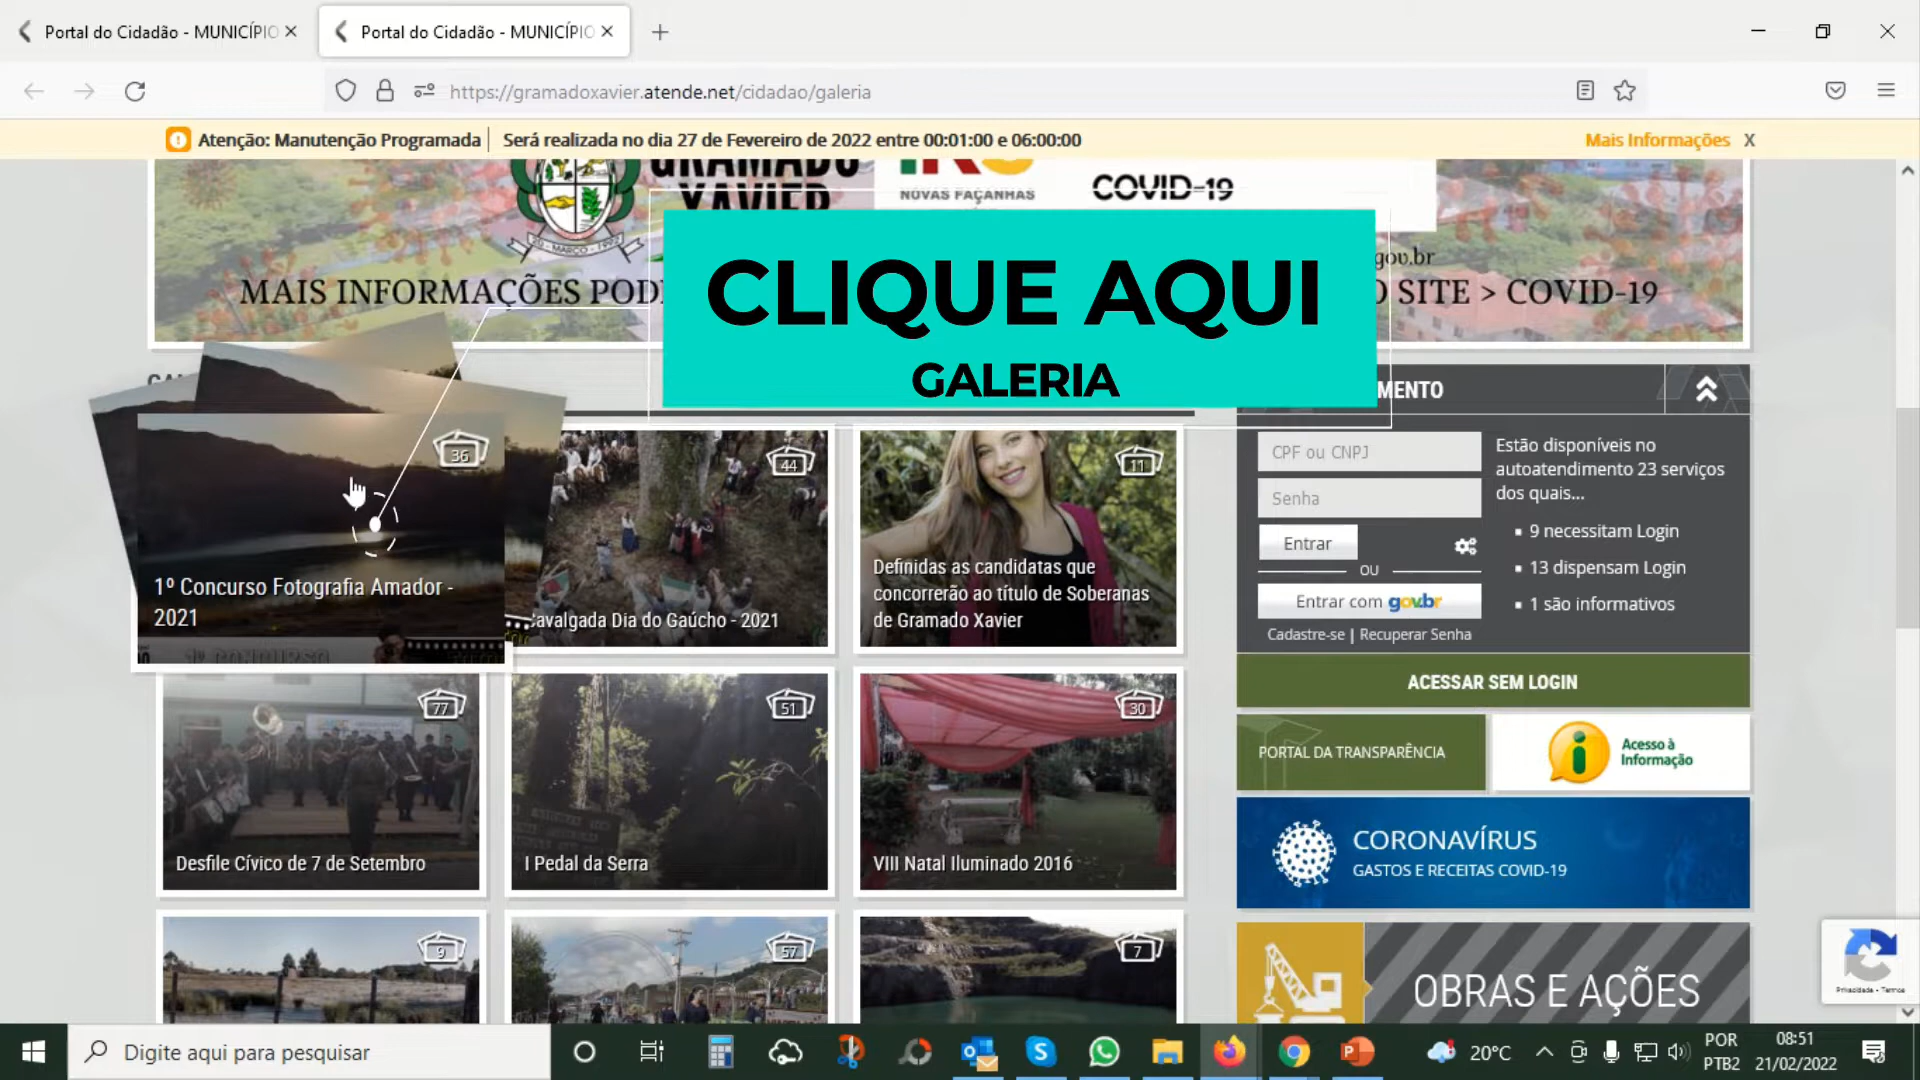 Portal do Cidadão - MUNICÍPIO
Portal do Cidadão - MUNICÍPIO
https://gramadoxavier.atende.net/cidadao/galeria
Atenção: Manutenção Programada
Será realizada no dia 27 de Fevereiro de 2022 entre 00:01:00 e 06:00:00
Mais Informações X
GRAMADO
XAVIER
20 - MARÇO - 1992
NOVAS FAÇANHAS
COVID-19
gov.br
MAIS INFORMAÇÕES POD
O SITE > COVID-19
CLIQUE AQUI
GALERIA
36
1º Concurso Fotografia Amador -
2021
44
Cavalgada Dia do Gaúcho - 2021
11
Definidas as candidatas que
concorrerão ao título de Soberanas
de Gramado Xavier
77
Desfile Cívico de 7 de Setembro
51
I Pedal da Serra
30
VIII Natal Iluminado 2016
9
57
7
MENTO
CPF ou CNPJ
Senha
Entrar
OU
Entrar com gov.br
Cadastre-se | Recuperar Senha
Estão disponíveis no
autoatendimento 23 serviços
dos quais...
9 necessitam Login
13 dispensam Login
1 são informativos
ACESSAR SEM LOGIN
PORTAL DA TRANSPARÊNCIA
Acesso à
Informação
CORONAVÍRUS
GASTOS E RECEITAS COVID-19
OBRAS E AÇÕES
Privacidade - Termos
Digite aqui para pesquisar
20°C
POR
PTB2
08:51
21/02/2022